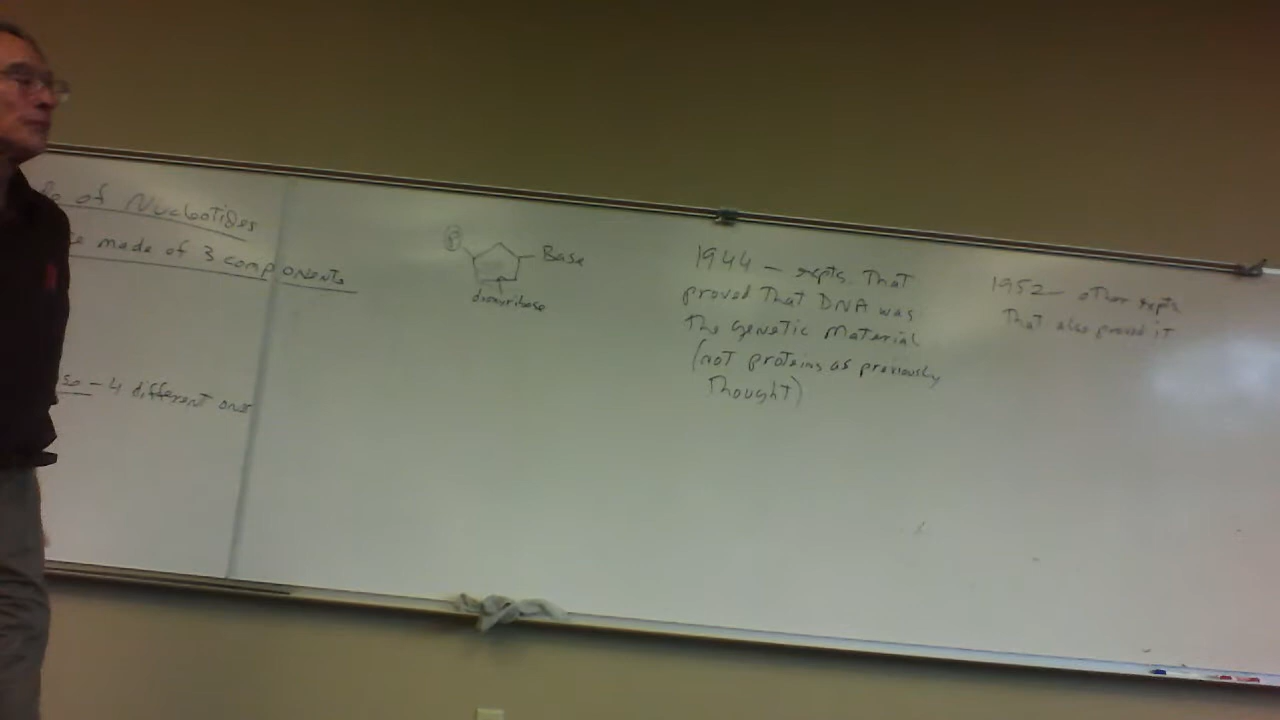 of Nucleotides
made of 3 components
Base
P
deoxyribose
4 different ones
1944 - expts. That
proved That DNA was
The genetic Material
(not proteins as previously
Thought)
1952 - other expts
That also proved it